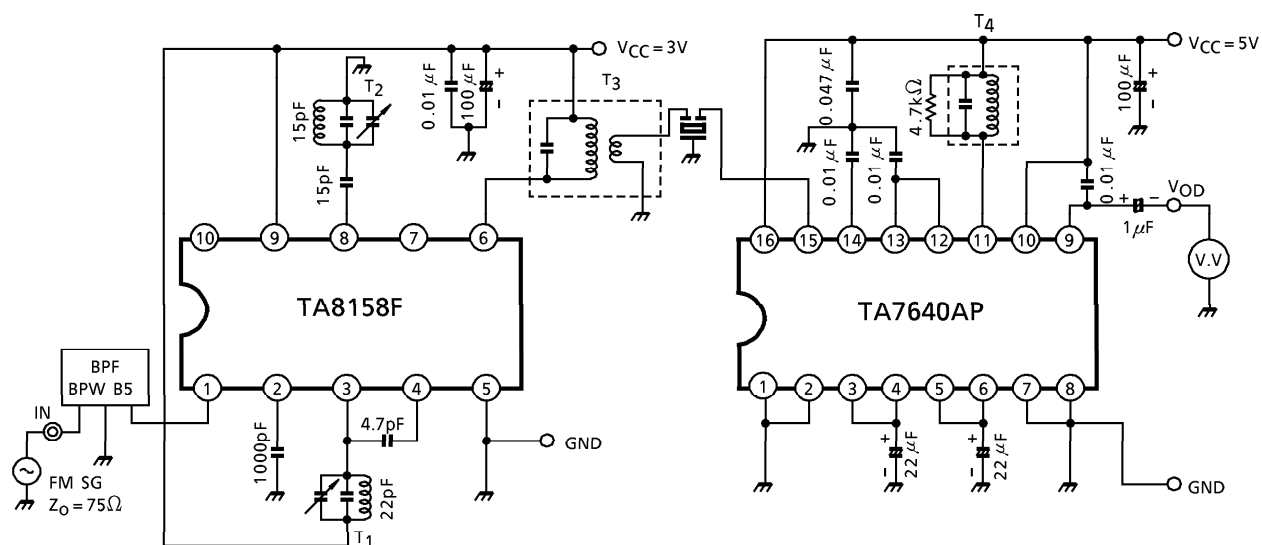 T4
VCC = 3V
VCC = 5V
T2
15pF
0.01 μF
100 μF
+
-
T3
0.047 μF
4.7kΩ
100 μF
+
-
15pF
0.01 μF
0.01 μF
0.01 μF
+
-
VOD
1μF
10
9
8
7
6
16
15
14
13
12
11
10
9
V.V
TA8158F
TA7640AP
BPF
BPW B5
1
2
3
4
5
1
2
3
4
5
6
7
8
IN
4.7pF
GND
1000pF
+
-
22 μF
+
-
22 μF
FM SG
ZO = 75Ω
22pF
GND
T1